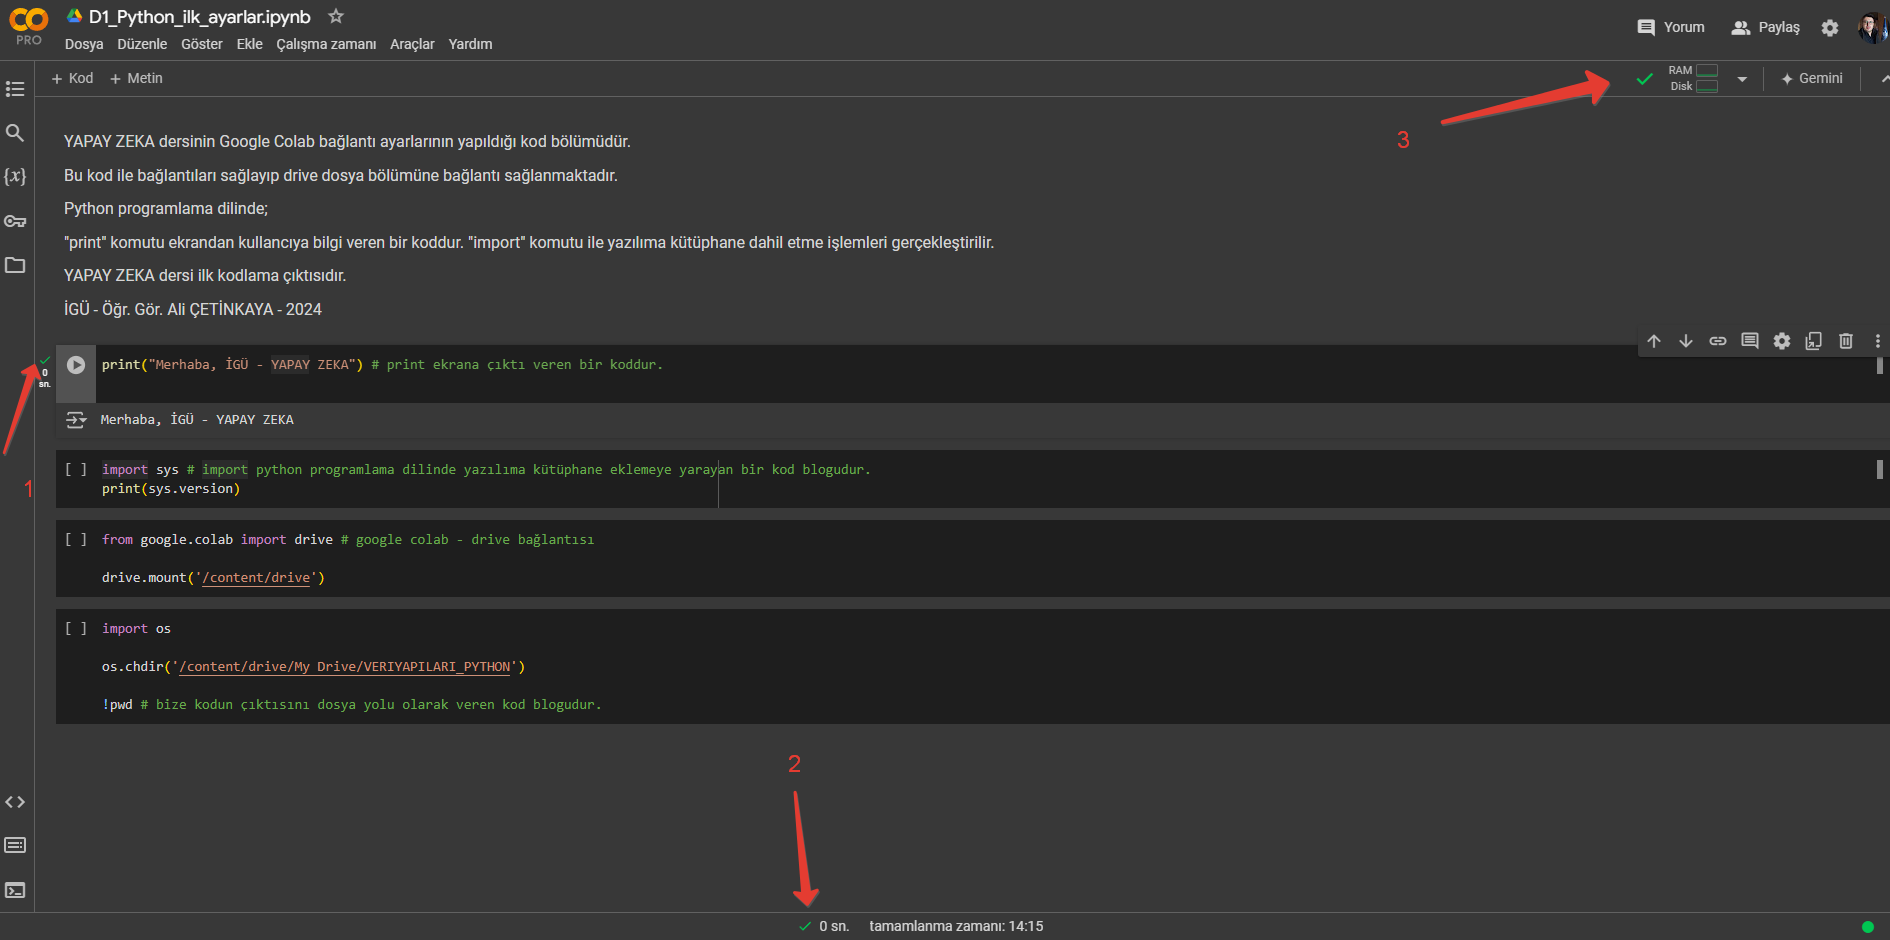 D1_Python_ilk_ayarlar.ipynb
PRO
Dosya Düzenle Göster Ekle Çalışma zamanı Araçlar Yardım
Yorum Paylaş
+ Kod + Metin
RAM
Disk
Gemini
3
YAPAY ZEKA dersinin Google Colab bağlantı ayarlarının yapıldığı kod bölümüdür.
Bu kod ile bağlantıları sağlayıp drive dosya bölümüne bağlantı sağlanmaktadır.
Python programlama dilinde;
"print" komutu ekrandan kullancıya bilgi veren bir koddur. "import" komutu ile yazılıma kütüphane dahil etme işlemleri gerçekleştirilir.
YAPAY ZEKA dersi ilk kodlama çıktısıdır.
İGÜ - Öğr. Gör. Ali ÇETİNKAYA - 2024
0
sn.
print("Merhaba, İGÜ - YAPAY ZEKA") # print ekrana çıktı veren bir koddur.
Merhaba, İGÜ - YAPAY ZEKA
1
[ ] import sys # import python programlama dilinde yazılıma kütüphane eklemeye yarayan bir kod blogudur.
print(sys.version)
[ ] from google.colab import drive # google colab - drive bağlantısı
drive.mount('/content/drive')
[ ] import os
os.chdir('/content/drive/My Drive/VERIYAPILARI_PYTHON')
!pwd # bize kodun çıktısını dosya yolu olarak veren kod blogudur.
2
0 sn. tamamlanma zamanı: 14:15